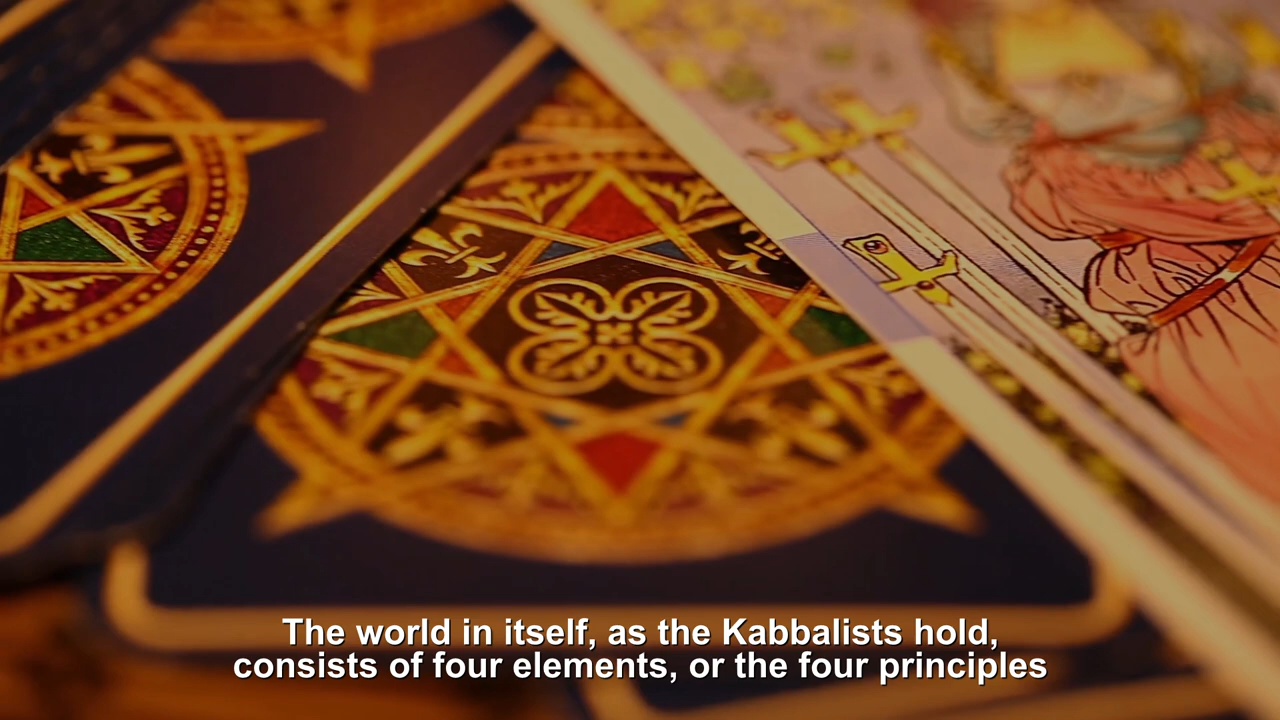 The world in itself, as the Kabbalists hold,
consists of four elements, or the four principles